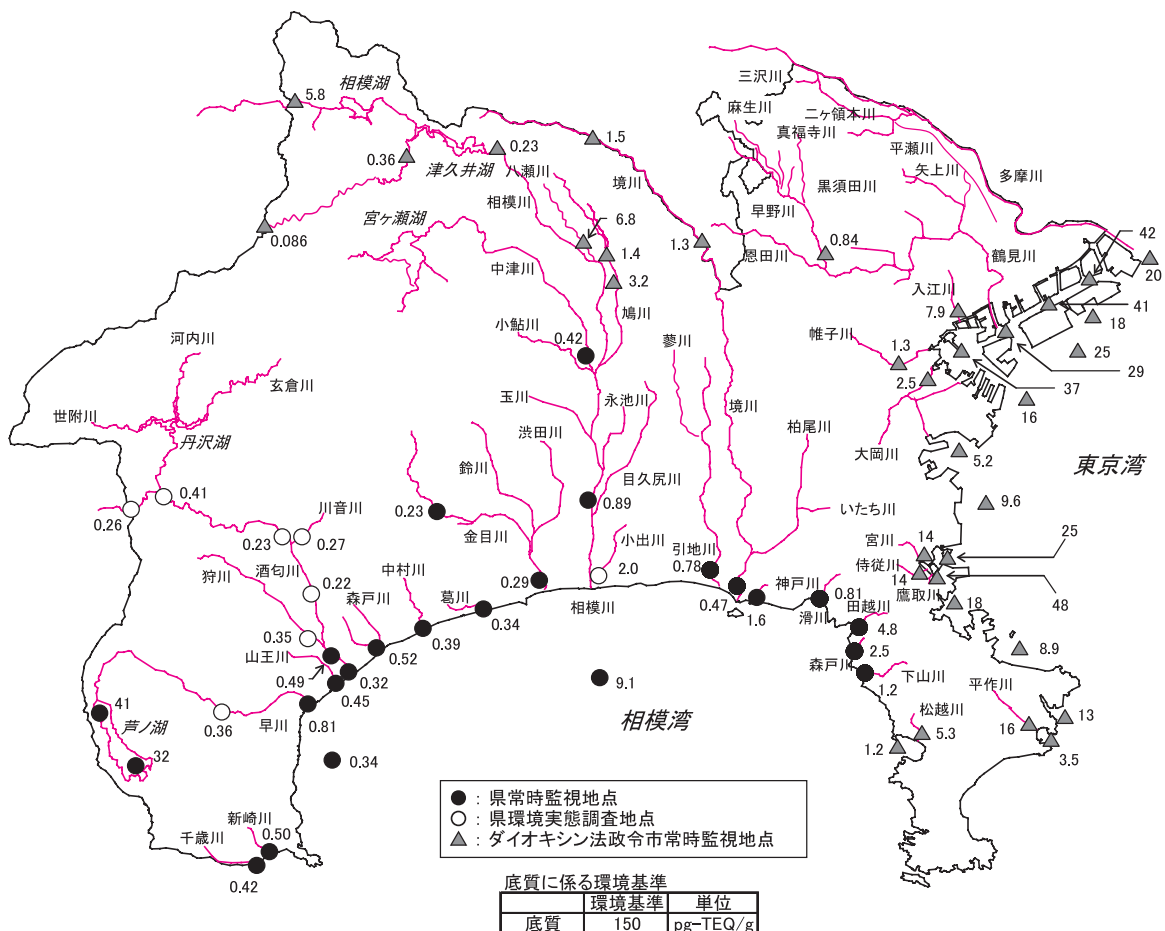 三沢川
相模湖
5.8
麻生川
二ヶ領本川
真福寺川
1.5
0.23
平瀬川
0.36
津久井湖
八瀬川
境川
矢上川
多摩川
黒須田川
相模川
早野川
宮ヶ瀬湖
6.8
42
0.086
1.3
恩田川
0.84
鶴見川
1.4
20
中津川
3.2
入江川
7.9
41
18
鳩川
小鮎川
河内川
0.42
蓼川
帷子川
1.3
25
29
玄倉川
37
2.5
16
玉川
永池川
世附川
境川
渋田川
柏尾川
丹沢湖
大岡川
5.2
東京湾
鈴川
目久尻川
0.41
0.89
9.6
0.26
0.23
いたち川
川音川
金目川
0.23
0.27
小出川
宮川
14
25
引地川
侍従川
狩川
酒匂川
0.22
中村川
2.0
0.78
14
0.29
神戸川
鷹取川
48
森戸川
葛川
0.81
相模川
0.47
滑川
田越川
18
0.35
0.34
1.6
4.8
0.39
山王川
0.52
2.5
8.9
0.49
0.32
森戸川
下山川
9.1
0.45
1.2
平作川
41
芦ノ湖
早川
0.81
相模湾
松越川
13
0.36
5.3
16
32
1.2
3.5
0.34
●：県常時監視地点
○：県環境実態調査地点
▲：ダイオキシン法政令市常時監視地点
新崎川
0.50
千歳川
0.42
底質に係る環境基準
環境基準 単位
底質 150 pg-TEQ/g